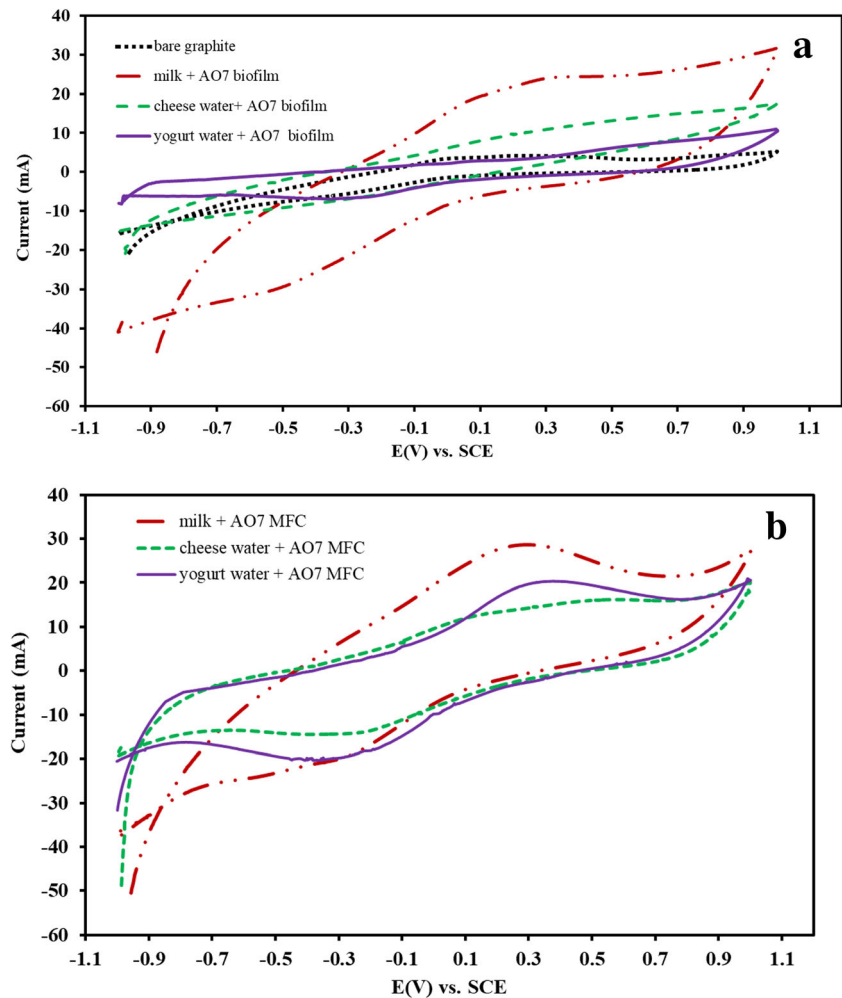 a
40
30
20
10
0
-10
-20
-30
-40
-50
-60
Current (mA)
bare graphite
milk + AO7 biofilm
cheese water+ AO7 biofilm
yogurt water + AO7 biofilm
-1.1 -0.9 -0.7 -0.5 -0.3 -0.1 0.1 0.3 0.5 0.7 0.9 1.1
E(V) vs. SCE
b
40
30
20
10
0
-10
-20
-30
-40
-50
-60
Current (mA)
milk + AO7 MFC
cheese water + AO7 MFC
yogurt water + AO7 MFC
-1.1 -0.9 -0.7 -0.5 -0.3 -0.1 0.1 0.3 0.5 0.7 0.9 1.1
E(V) vs. SCE